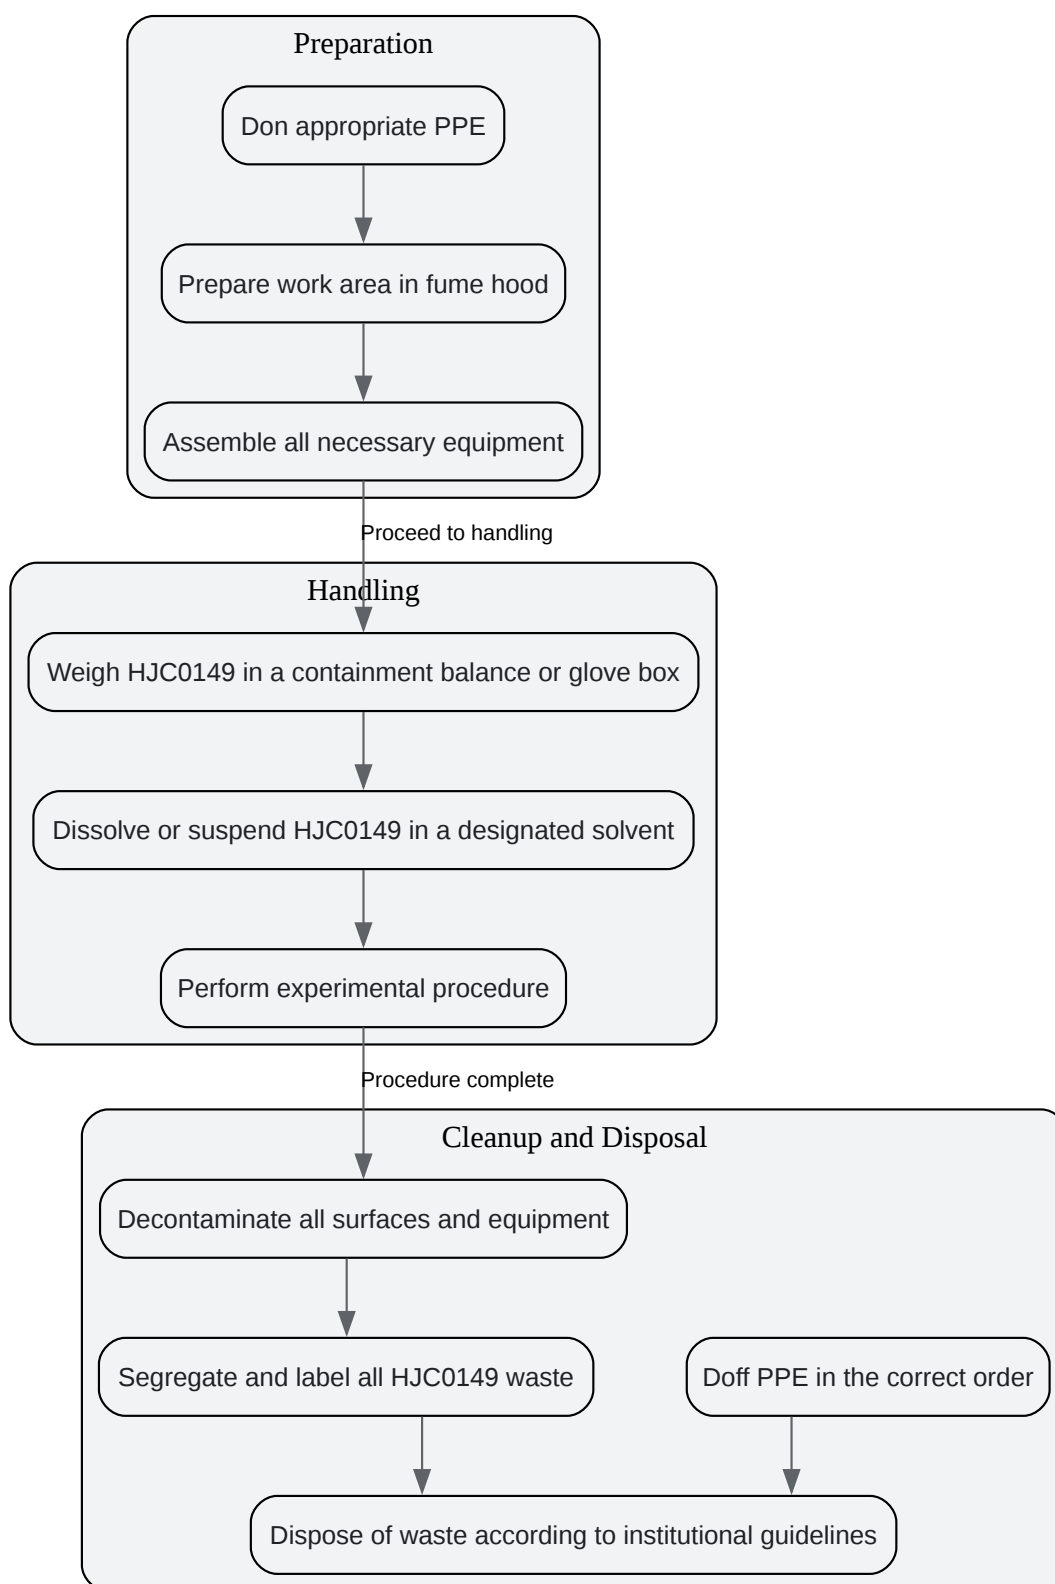 Preparation
Don appropriate PPE
Prepare work area in fume hood
Assemble all necessary equipment
Proceed to handling
Handling
Weigh HJC0149 in a containment balance or glove box
Dissolve or suspend HJC0149 in a designated solvent
Perform experimental procedure
Procedure complete
Cleanup and Disposal
Decontaminate all surfaces and equipment
Segregate and label all HJC0149 waste
Doff PPE in the correct order
Dispose of waste according to institutional guidelines